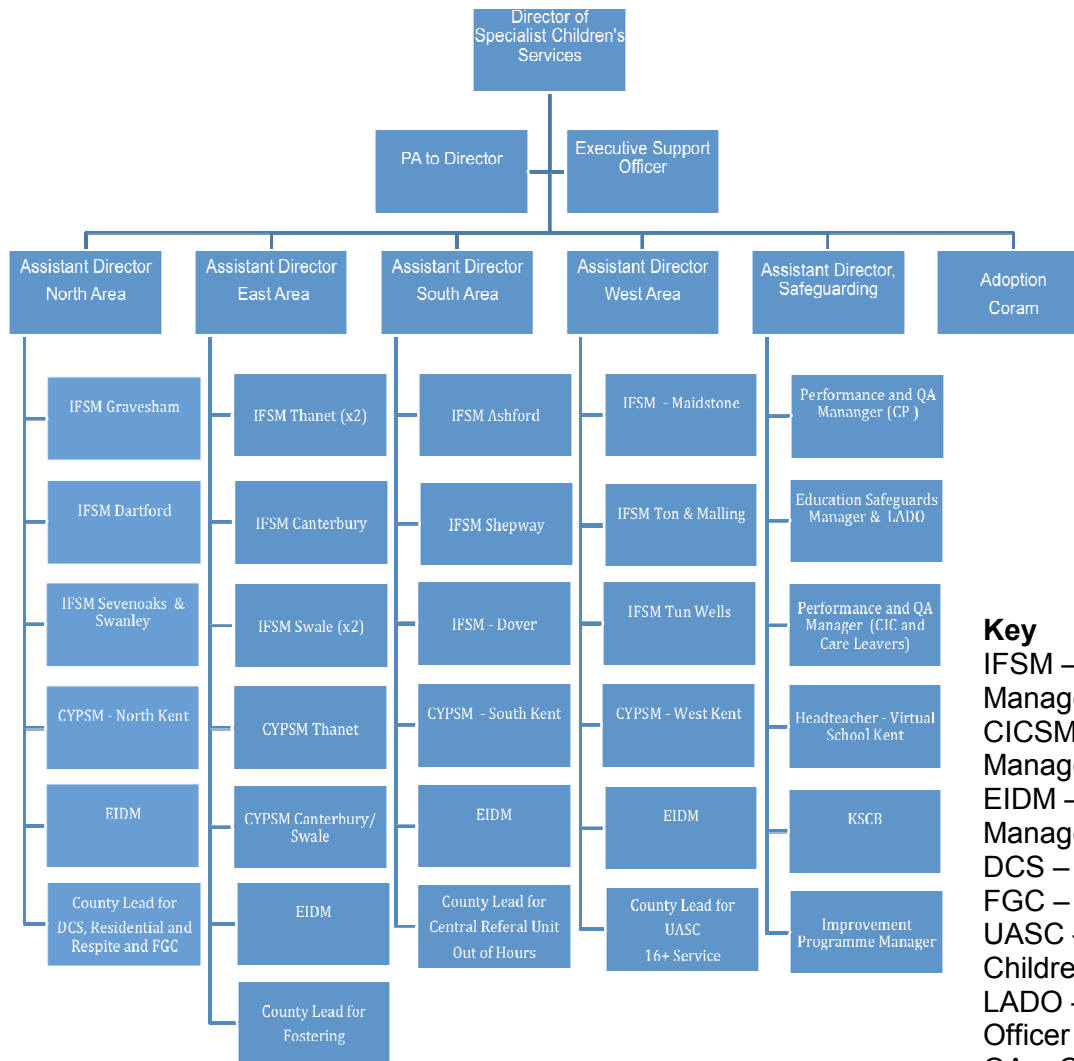 Director of
Specialist Children's
Services
PA to Director
Executive Support
Officer
Assistant Director
North Area
Assistant Director
East Area
Assistant Director
South Area
Assistant Director
West Area
Assistant Director,
Safeguarding
Adoption
Coram
IFSM Gravesham
IFSM Dartford
IFSM Sevenoaks &
Swanley
CYPSM - North Kent
EIDM
County Lead for
DCS, Residential and
Respite and FGC
IFSM Thanet (x2)
IFSM Canterbury
IFSM Swale (x2)
CYPSM Thanet
CYPSM Canterbury/
Swale
EIDM
County Lead for
Fostering
IFSM Ashford
IFSM Shepway
IFSM - Dover
CYPSM - South Kent
EIDM
County Lead for
Central Referal Unit
Out of Hours
IFSM - Maidstone
IFSM Ton & Malling
IFSM Tun Wells
CYPSM - West Kent
EIDM
County Lead for
UASC
16+ Service
Performance and QA
Mananger (CP )
Education Safeguards
Manager & LADO
Performance and QA
Manager (CIC and
Care Leavers)
Headteacher - Virtual
School Kent
KSCB
Improvement
Programme Manager
Key
IFSM –
Manag
CICSM
Manag
EIDM –
Manag
DCS –
FGC –
UASC -
Childre
LADO -
Officer